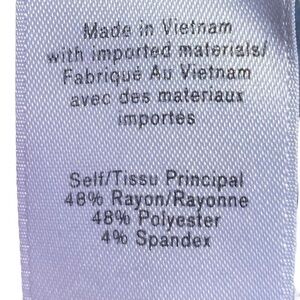 Made in Vietnam
with imported materials/
Fabriqué Au Vietnam
avec des materiaux
importés
Self/Tissu Principal
48% Rayon/Rayonne
48% Polyester
4% Spandex